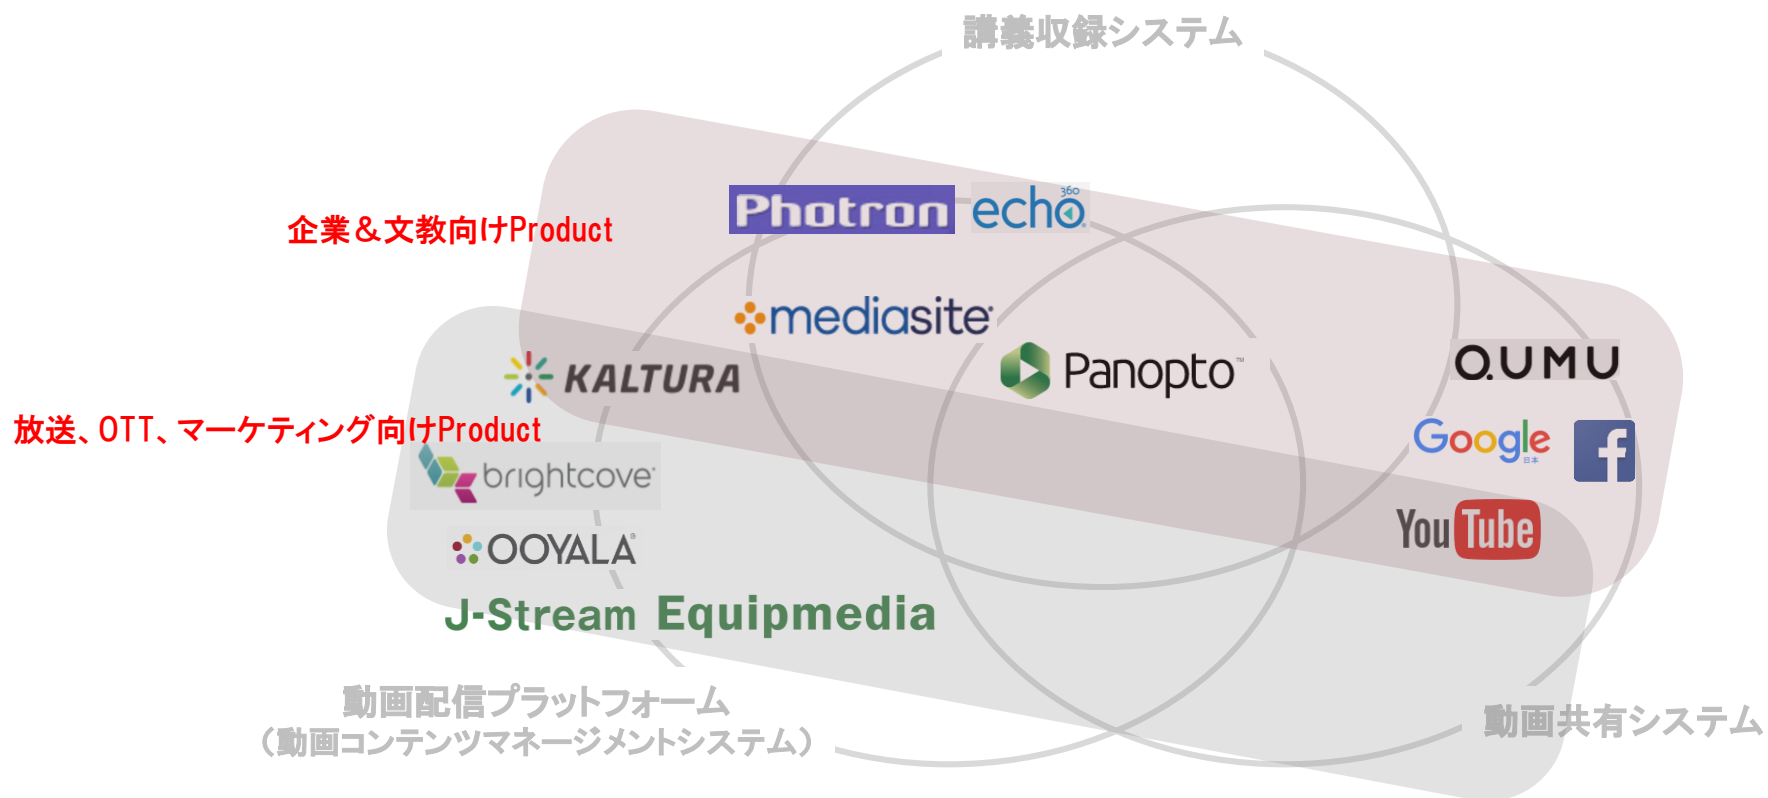 講義収録システム
Photron
echo360
企業＆文教向けProduct
mediasite
Panopto™
QUMU
KALTURA
放送、OTT、マーケティング向けProduct
Google
日本
f
brightcove
YouTube
OOYALA
J-Stream Equipmedia
動画配信プラットフォーム
（動画コンテンツマネージメントシステム）
動画共有システム